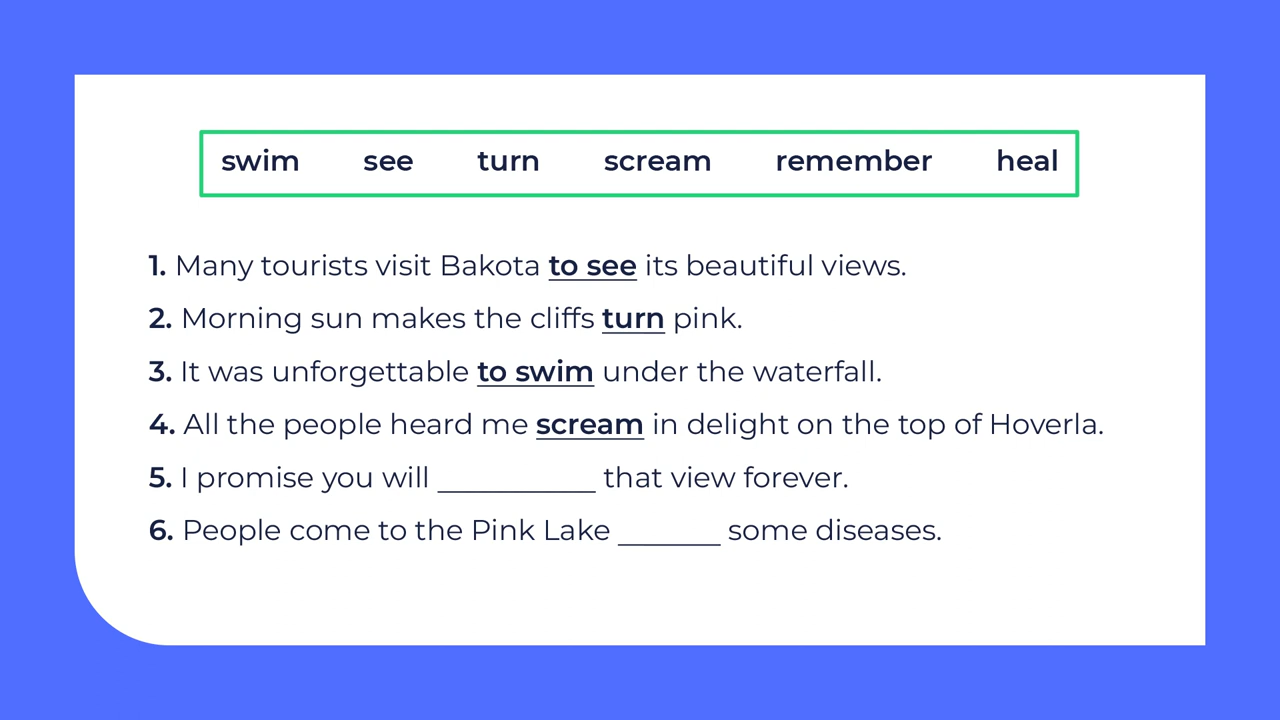 swim see turn scream remember heal
1. Many tourists visit Bakota to see its beautiful views.
2. Morning sun makes the cliffs turn pink.
3. It was unforgettable to swim under the waterfall.
4. All the people heard me scream in delight on the top of Hoverla.
5. I promise you will ___________ that view forever.
6. People come to the Pink Lake _______ some diseases.